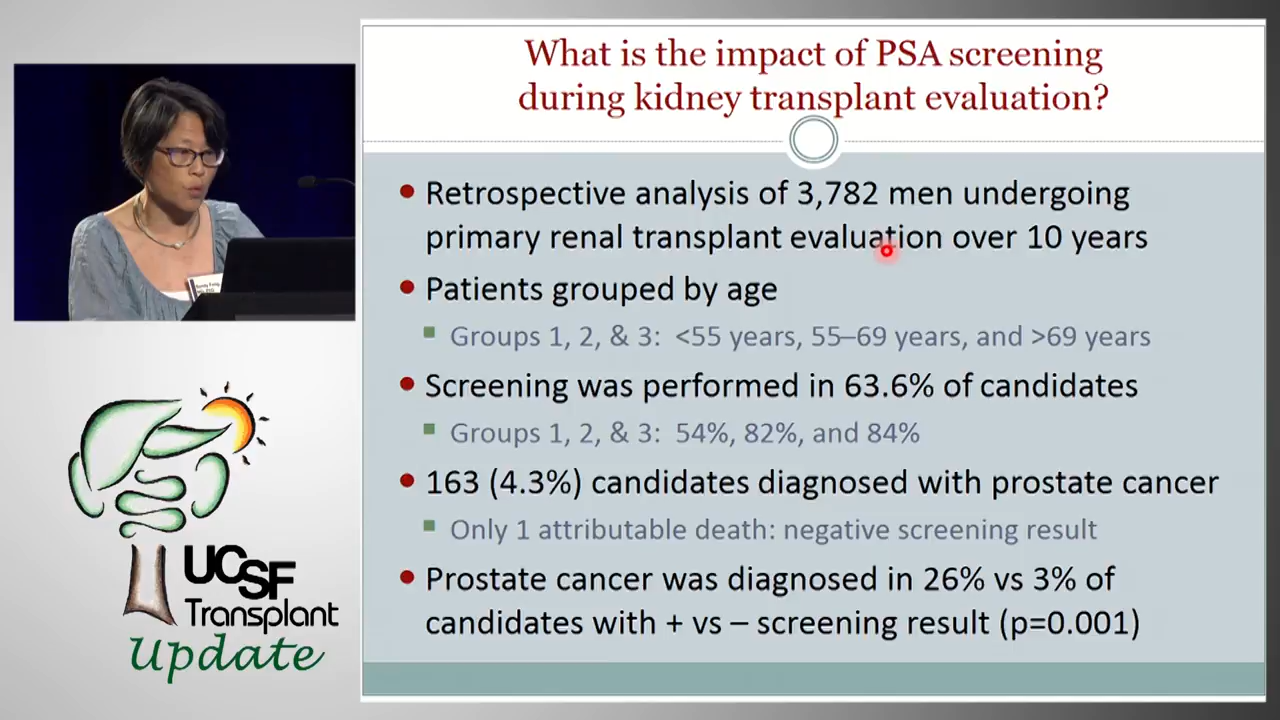 What is the impact of PSA screening
during kidney transplant evaluation?
Retrospective analysis of 3,782 men undergoing
primary renal transplant evaluation over 10 years
Patients grouped by age
Groups 1, 2, & 3: <55 years, 55–69 years, and >69 years
Screening was performed in 63.6% of candidates
Groups 1, 2, & 3: 54%, 82%, and 84%
163 (4.3%) candidates diagnosed with prostate cancer
Only 1 attributable death: negative screening result
Prostate cancer was diagnosed in 26% vs 3% of
candidates with + vs – screening result (p=0.001)
UCSF
Transplant
Update